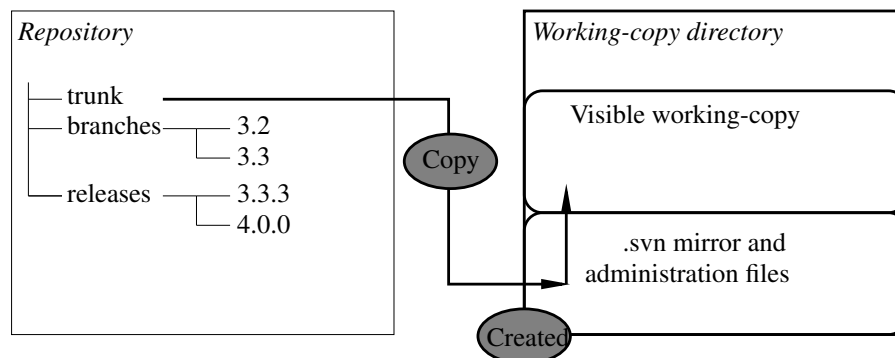 Repository
trunk
branches
3.2
3.3
releases
3.3.3
4.0.0
Copy
Working-copy directory
Visible working-copy
.svn mirror and
administration files
Created